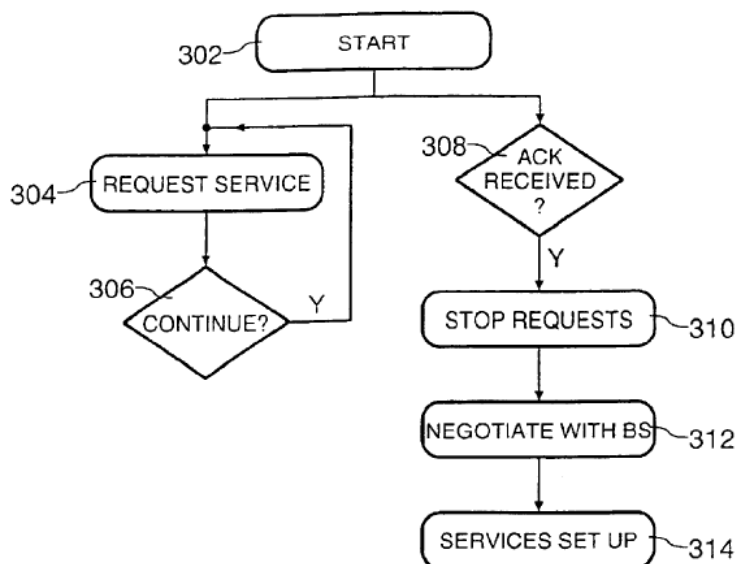 START
302
308
ACK
RECEIVED
?
304
REQUEST SERVICE
Y
306
CONTINUE?
Y
STOP REQUESTS
310
NEGOTIATE WITH BS
312
SERVICES SET UP
314